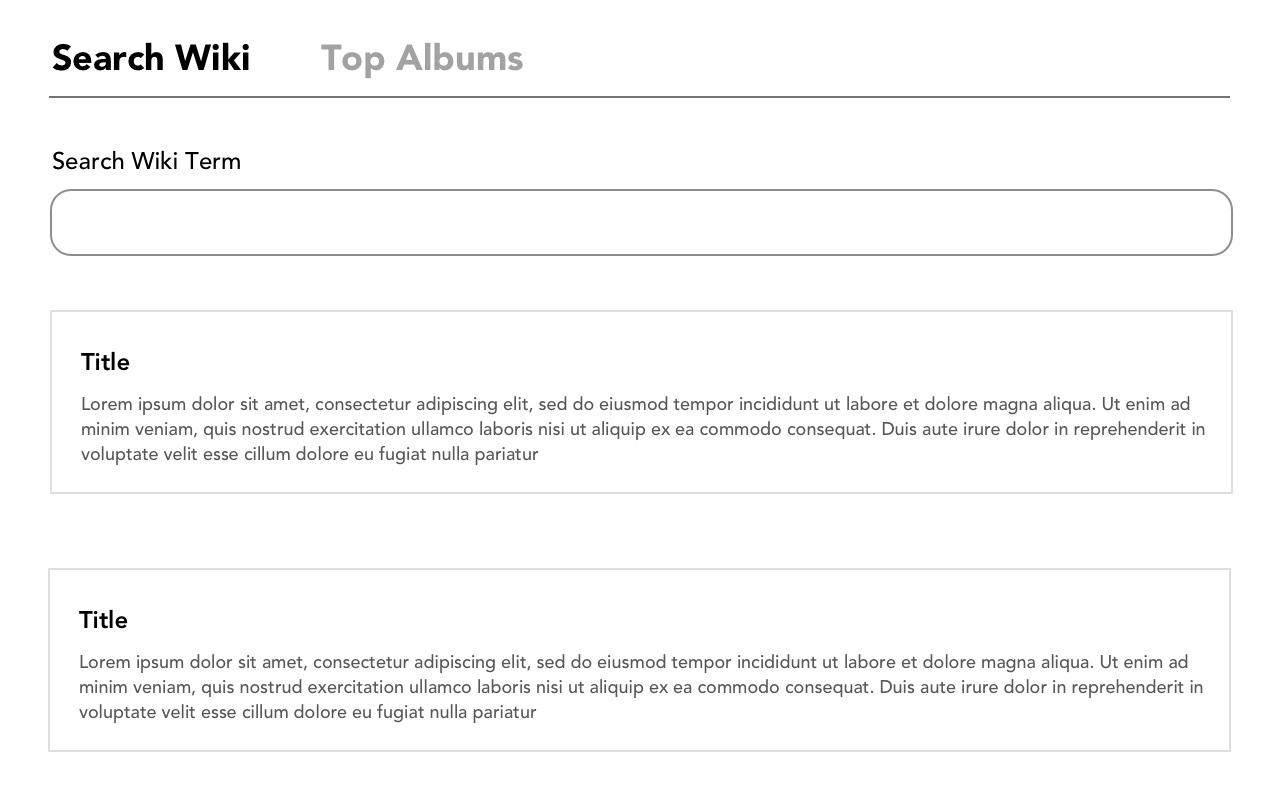 Search Wiki Top Albums
Search Wiki Term
Title
Lorem ipsum dolor sit amet, consectetur adipiscing elit, sed do eiusmod tempor incididunt ut labore et dolore magna aliqua. Ut enim ad
minim veniam, quis nostrud exercitation ullamco laboris nisi ut aliquip ex ea commodo consequat. Duis aute irure dolor in reprehenderit in
voluptate velit esse cillum dolore eu fugiat nulla pariatur
Title
Lorem ipsum dolor sit amet, consectetur adipiscing elit, sed do eiusmod tempor incididunt ut labore et dolore magna aliqua. Ut enim ad
minim veniam, quis nostrud exercitation ullamco laboris nisi ut aliquip ex ea commodo consequat. Duis aute irure dolor in reprehenderit in
voluptate velit esse cillum dolore eu fugiat nulla pariatur